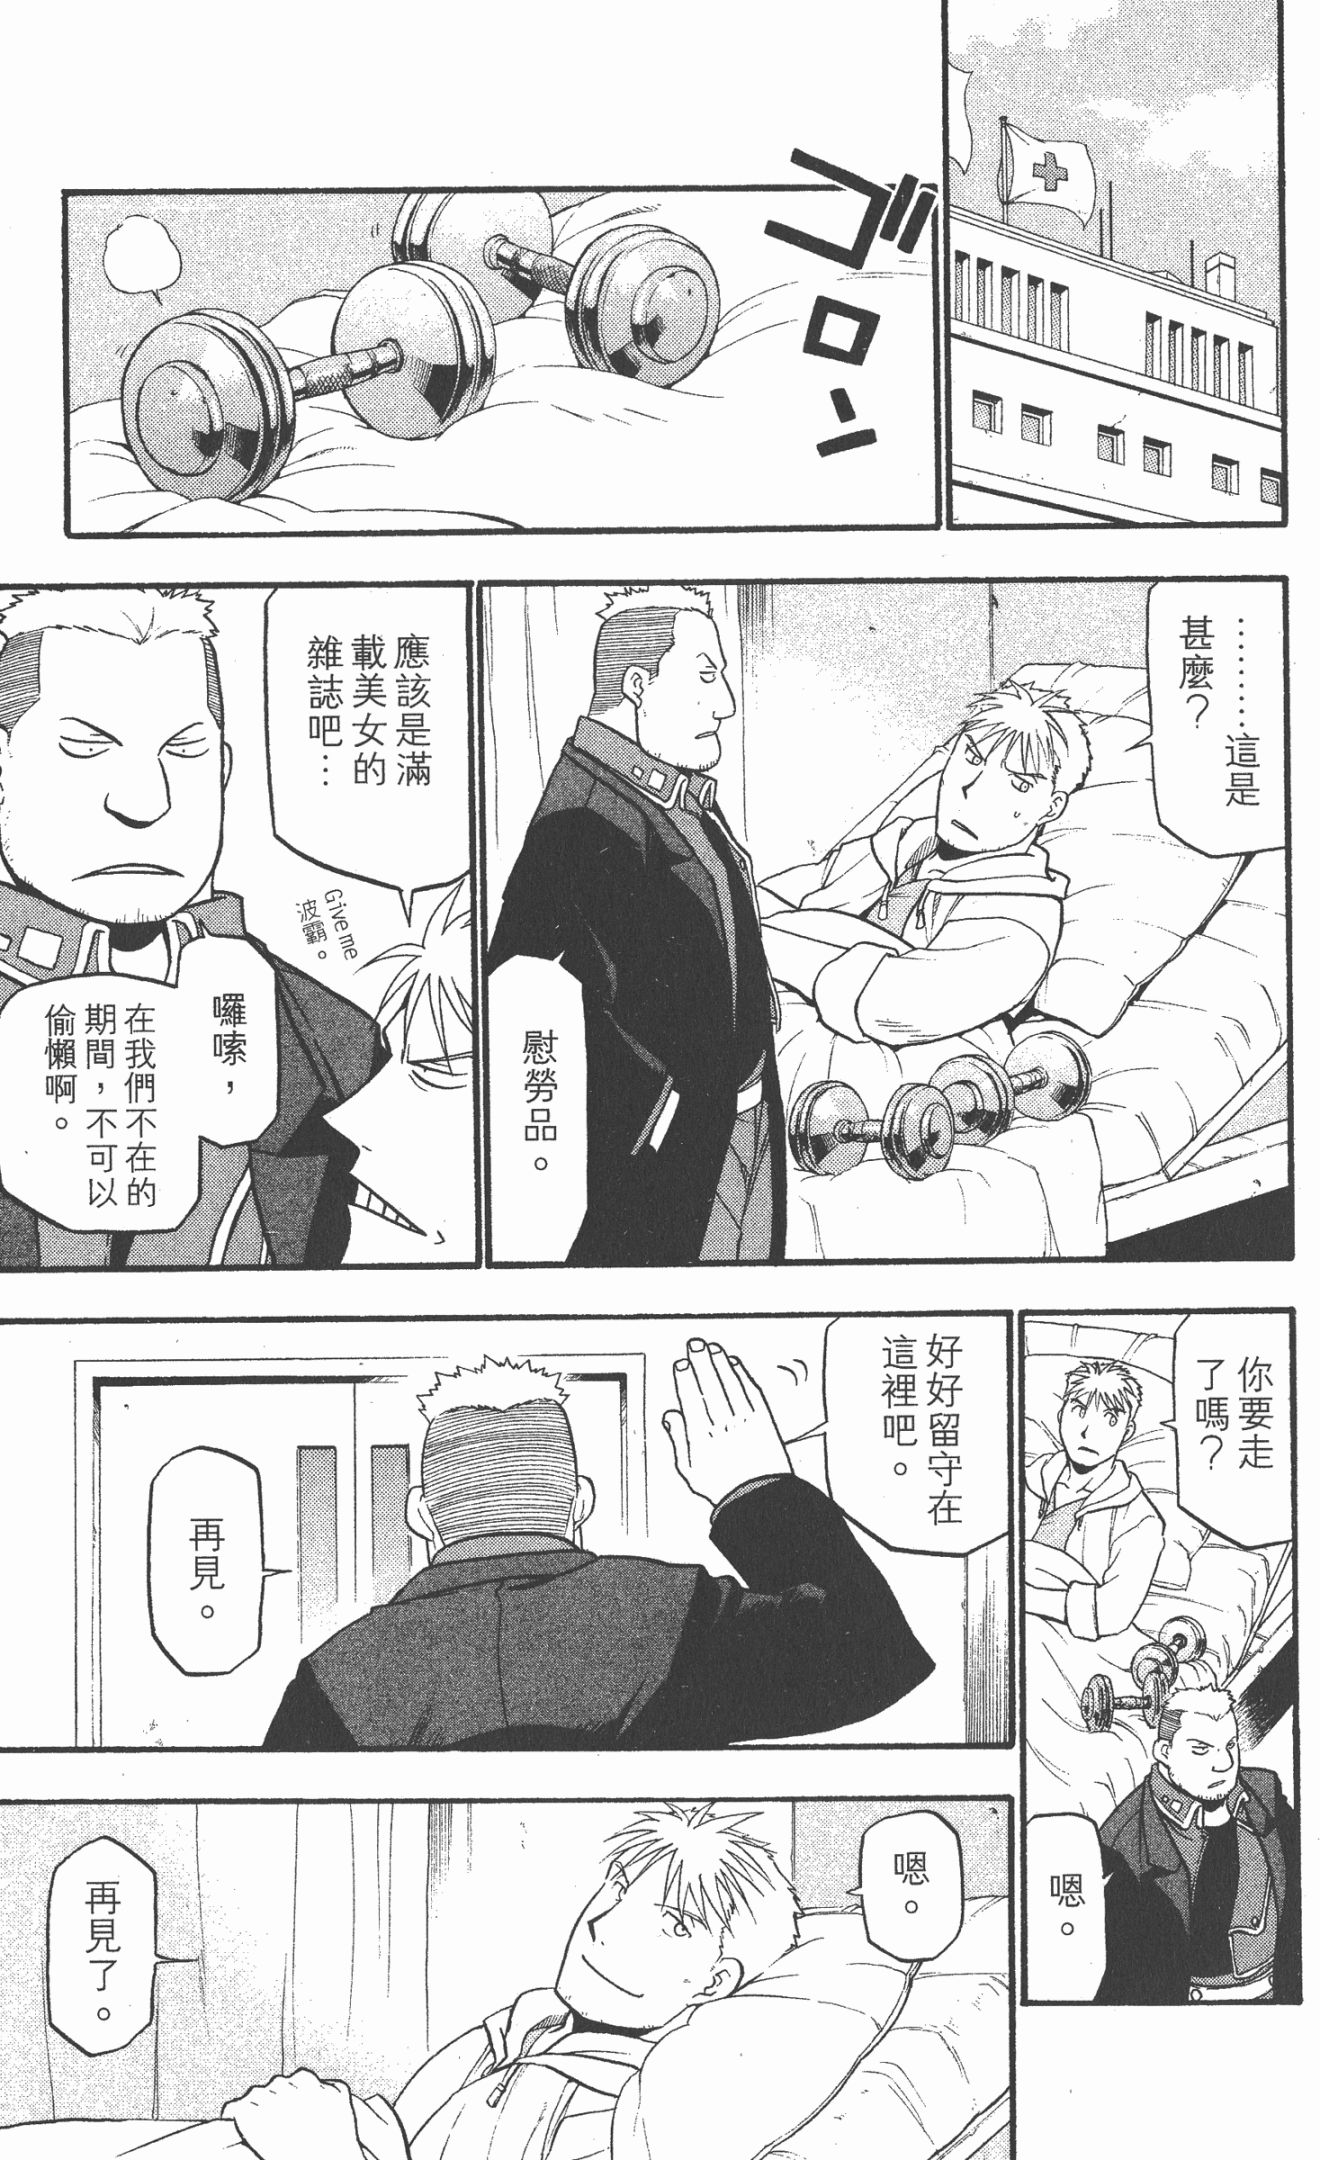 ゴロン
………這是
甚麼？
慰勞品。
應該是滿
載美女的
雜誌吧…
Give me
波霸。
囉嗦，
在我們不在的
期間，不可以
偷懶啊。
你要走
了嗎？
嗯。
好好留守在
這裡吧。
再見。
嗯。
再見了。